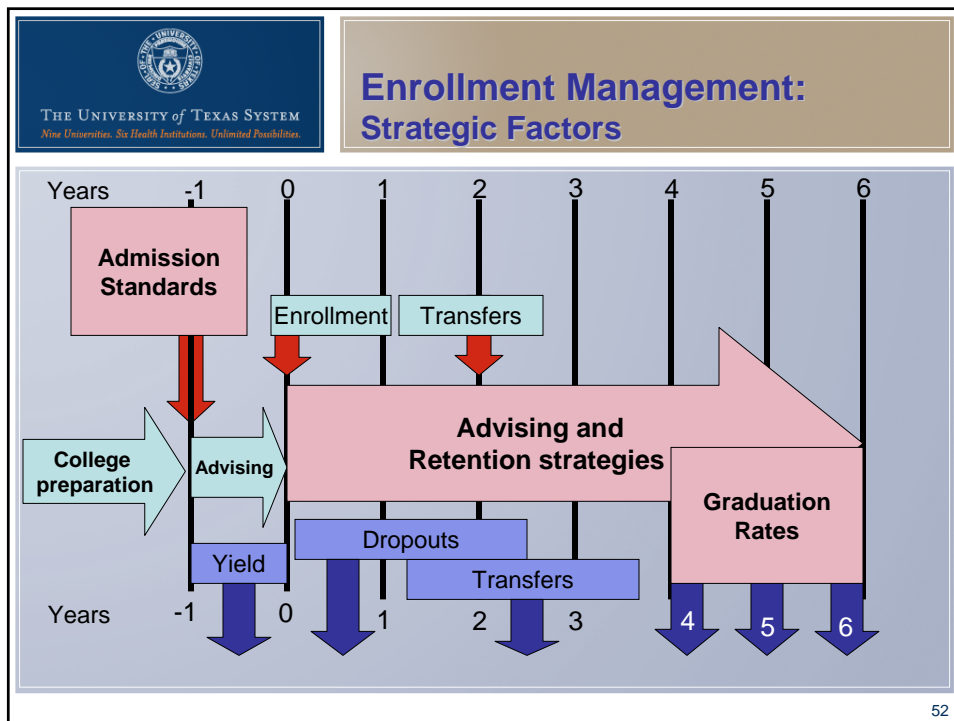 THE UNIVERSITY of TEXAS SYSTEM
Nine Universities. Six Health Institutions. Unlimited Possibilities.
Enrollment Management:
Strategic Factors
Years -1 0 1 2 3 4 5 6
Admission
Standards
Enrollment
Transfers
College
preparation
Advising
Advising and
Retention strategies
Graduation
Rates
Dropouts
Yield
Transfers
Years -1 0 1 2 3 4 5 6
52